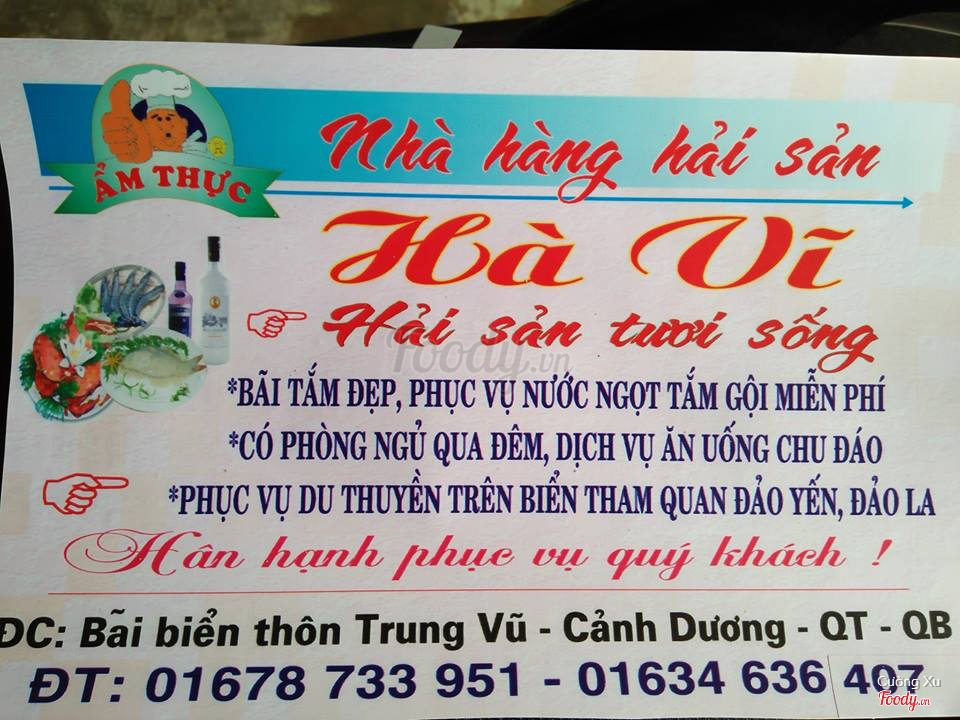 ẨM THỰC
Nhà hàng hải sản
Hà Vĩ
Hải sản tươi sống
Foody.vn
*BÃI TẮM ĐẸP, PHỤC VỤ NƯỚC NGỌT TẮM GỘI MIỄN PHÍ
*CÓ PHÒNG NGỦ QUA ĐÊM, DỊCH VỤ ĂN UỐNG CHU ĐÁO
*PHỤC VỤ DU THUYỀN TRÊN BIỂN THAM QUAN ĐẢO YẾN, ĐẢO LA
Hân hạnh phục vụ quý khách !
ĐC: Bãi biển thôn Trung Vũ - Cảnh Dương - QT - QB
ĐT: 01678 733 951 - 01634 636 407
Cường Xu
Foody.vn